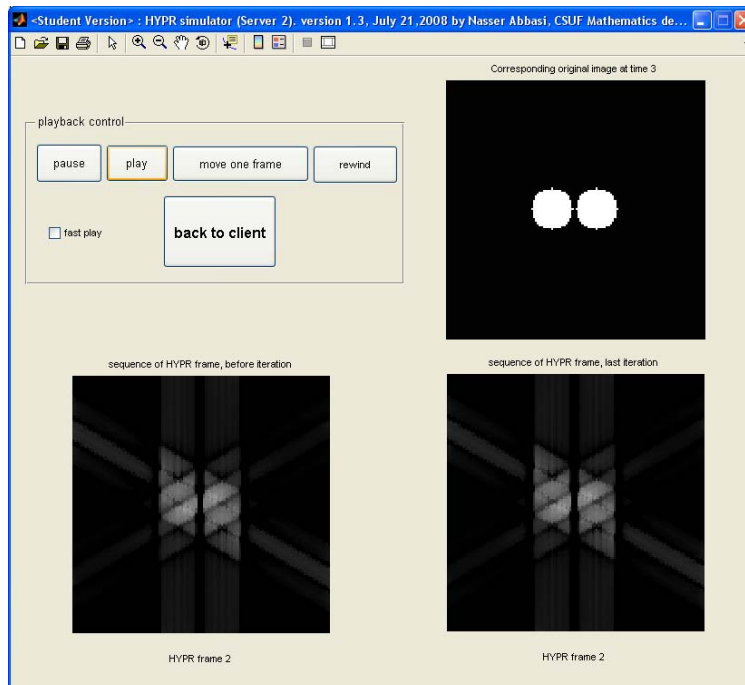 <Student Version> : HYPR simulator (Server 2). version 1.3, July 21,2008 by Nasser Abbasi, CSUF Mathematics de...
Corresponding original image at time 3
playback control
pause
play
move one frame
rewind
fast play
back to client
sequence of HYPR frame, before iteration
sequence of HYPR frame, last iteration
HYPR frame 2
HYPR frame 2